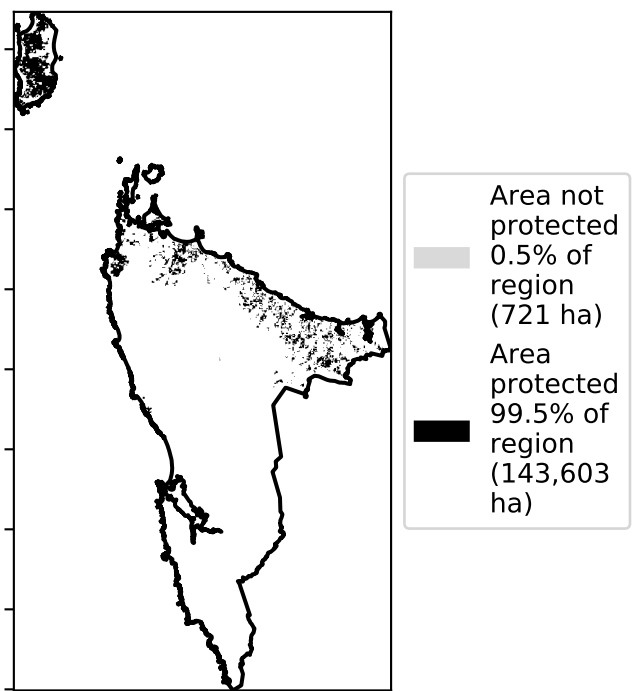 Area not
protected
0.5% of
region
(721 ha)
Area
protected
99.5% of
region
(143,603
ha)